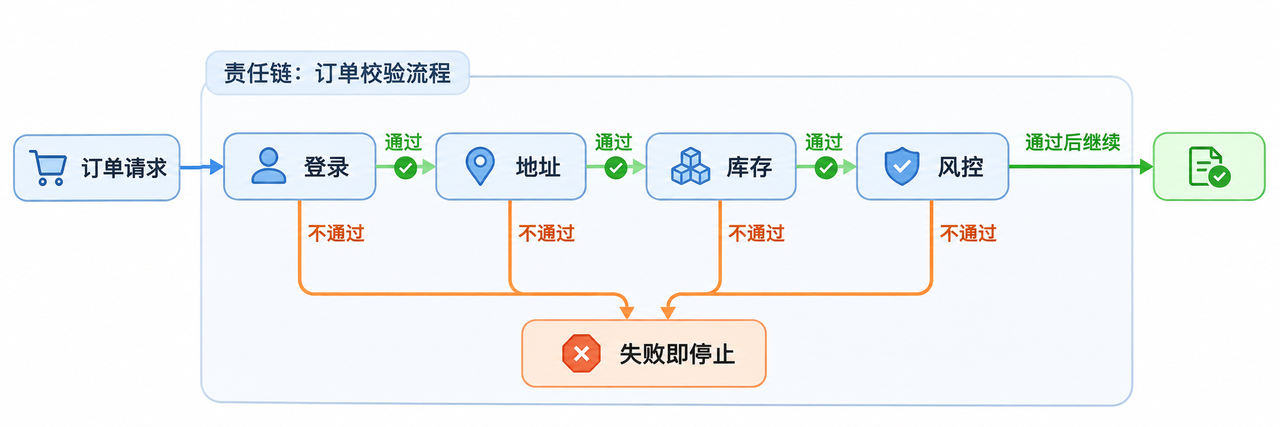 责任链：订单校验流程
订单请求
登录
通过
地址
通过
库存
通过
风控
通过后继续
不通过
不通过
不通过
不通过
失败即停止